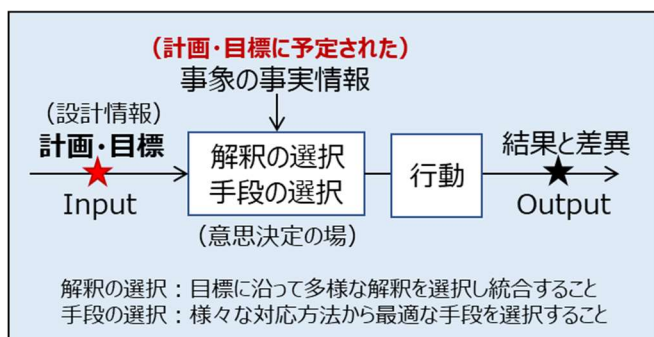 （計画・目標に予定された）
事象の事実情報
（設計情報）
計画・目標
Input
解釈の選択
手段の選択
（意思決定の場）
行動
結果と差異
Output
解釈の選択：目標に沿って多様な解釈を選択し統合すること
手段の選択：様々な対応方法から最適な手段を選択すること